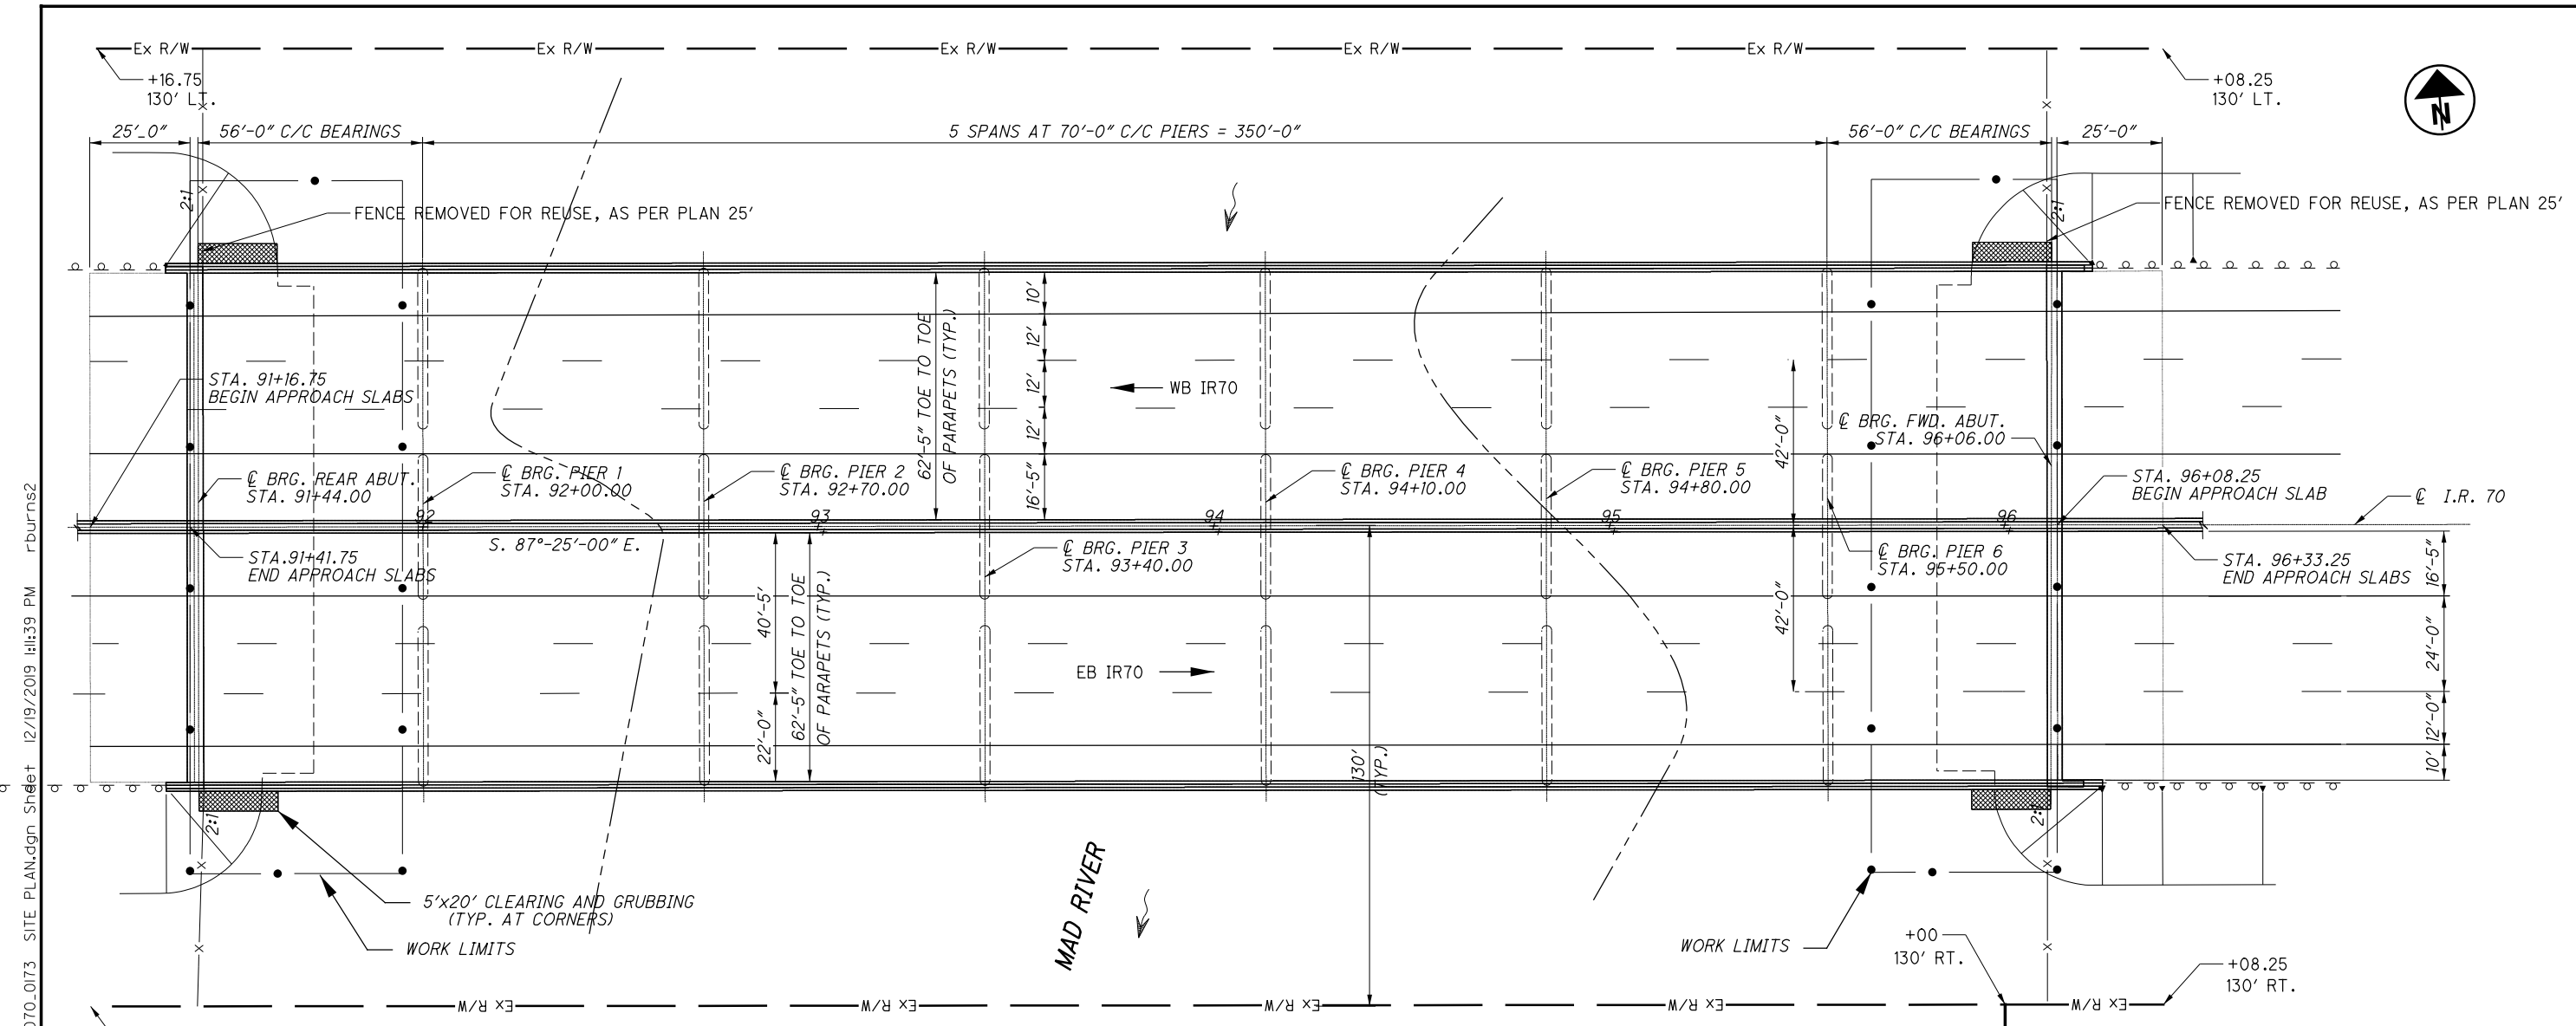 Ex R/W
Ex R/W
Ex R/W
Ex R/W
Ex R/W
+16.75
130' LT.
+08.25
130' LT.
N
25'_0"
56'-0" C/C BEARINGS
5 SPANS AT 70'-0" C/C PIERS = 350'-0"
56'-0" C/C BEARINGS
25'-0"
2:1
FENCE REMOVED FOR REUSE, AS PER PLAN 25'
2:1
FENCE REMOVED FOR REUSE, AS PER PLAN 25'
62'-5" TOE TO TOE
OF PARAPETS (TYP.)
10'
12'
12'
12'
16'-5"
WB IR70
42'-0"
STA. 91+16.75
BEGIN APPROACH SLABS
℄ BRG. FWD. ABUT.
STA. 96+06.00
℄ BRG. REAR ABUT.
STA. 91+44.00
℄ BRG. PIER 1
STA. 92+00.00
℄ BRG. PIER 2
STA. 92+70.00
℄ BRG. PIER 4
STA. 94+10.00
℄ BRG. PIER 5
STA. 94+80.00
STA. 96+08.25
BEGIN APPROACH SLAB
℄ I.R. 70
92
93
94
95
96
S. 87°-25'-00" E.
STA.91+41.75
END APPROACH SLABS
℄ BRG. PIER 3
STA. 93+40.00
℄ BRG. PIER 6
STA. 95+50.00
STA. 96+33.25
END APPROACH SLABS
40'-5'
22'-0"
62'-5" TOE TO TOE
OF PARAPETS (TYP.)
EB IR70
42'-0"
16'-5"
24'-0"
12'-0"
10'
130'
(TYP.)
2:1
2:1
5'x20' CLEARING AND GRUBBING
(TYP. AT CORNERS)
WORK LIMITS
MAD RIVER
WORK LIMITS
+00
130' RT.
+08.25
130' RT.
Ex R/W
Ex R/W
Ex R/W
Ex R/W
Ex R/W
070_0173 SITE PLAN.dgn Sheet 12/19/2019 1:11:39 PM rburns2